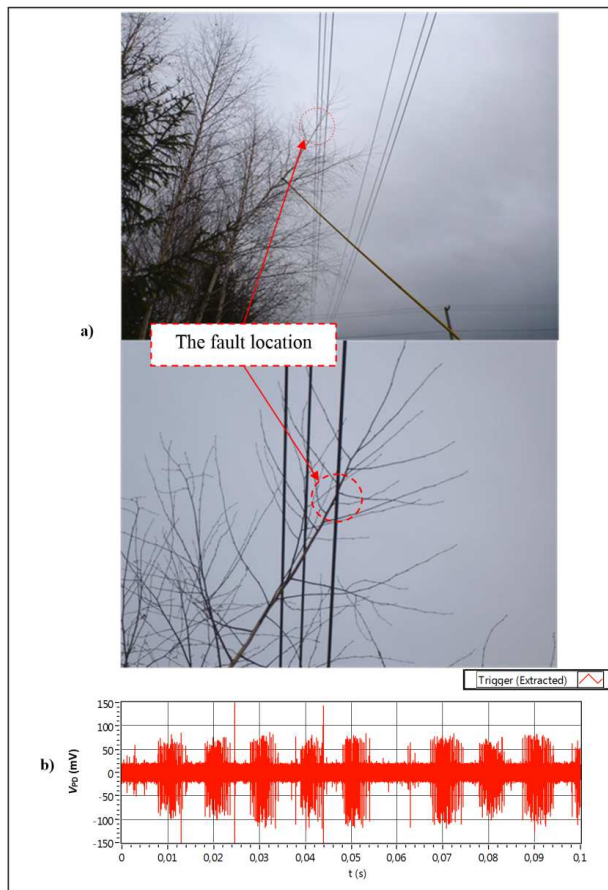 a)
The fault location
Trigger (Extracted)
b)
V_PD (mV)
150
100
50
0
-50
-100
-150
0 0,01 0,02 0,03 0,04 0,05 0,06 0,07 0,08 0,09 0,1
t (s)